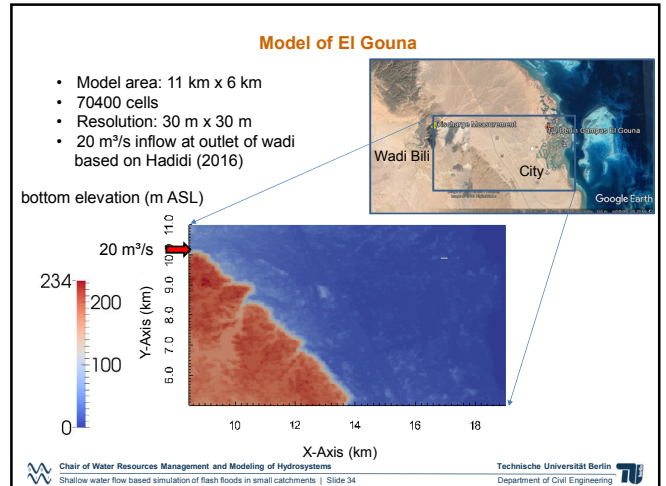 Model of El Gouna
• Model area: 11 km x 6 km
• 70400 cells
• Resolution: 30 m x 30 m
• 20 m³/s inflow at outlet of wadi
based on Hadidi (2016)
Discharge Measurement
Campus El Gouna
Wadi Bili
City
Google Earth
bottom elevation (m ASL)
20 m³/s
234
200
100
0
Y-Axis (km)
11.0
9.0
8.0
7.0
6.0
10
12
14
16
18
X-Axis (km)
Chair of Water Resources Management and Modeling of Hydrosystems
Shallow water flow based simulation of flash floods in small catchments | Slide 34
Technische Universität Berlin
Department of Civil Engineering